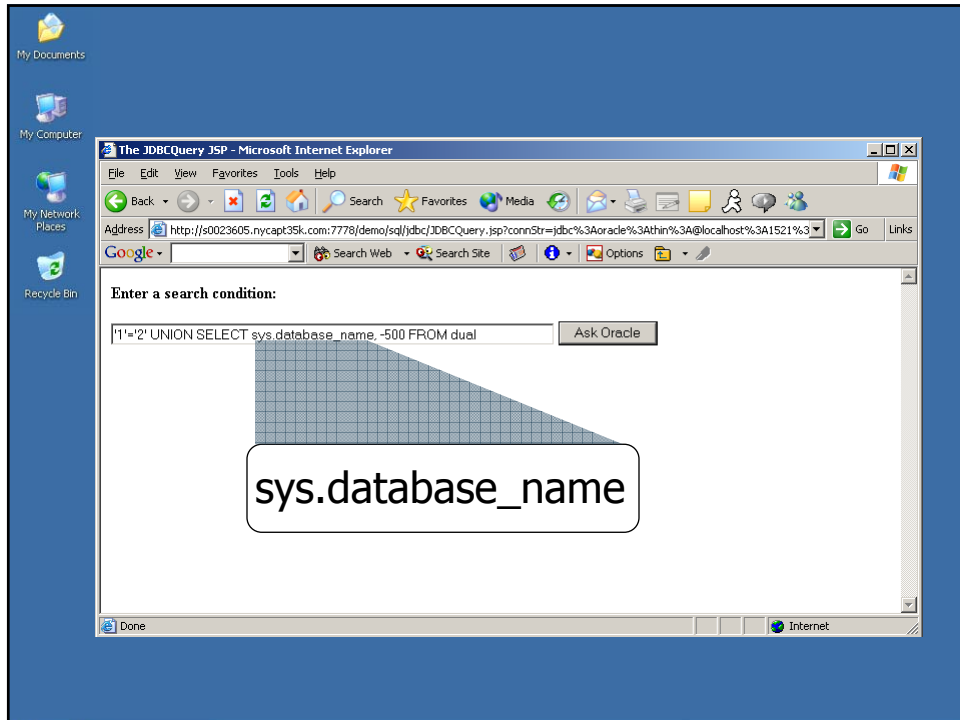 My Documents
My Computer
My Network
Places
Recycle Bin
The JDBCQuery JSP - Microsoft Internet Explorer
File Edit View Favorites Tools Help
Back Search Favorites Media
Address http://s0023605.nycapt35k.com:7778/demo/sql/jdbc/JDBCQuery.jsp?connStr=jdbc%3Aoracle%3Athin%3A@localhost%3A1521%3 Go Links
Google Search Web Search Site Options
Enter a search condition:
'1'='2' UNION SELECT sys.database_name, -500 FROM dual Ask Oracle
sys.database_name
Done Internet